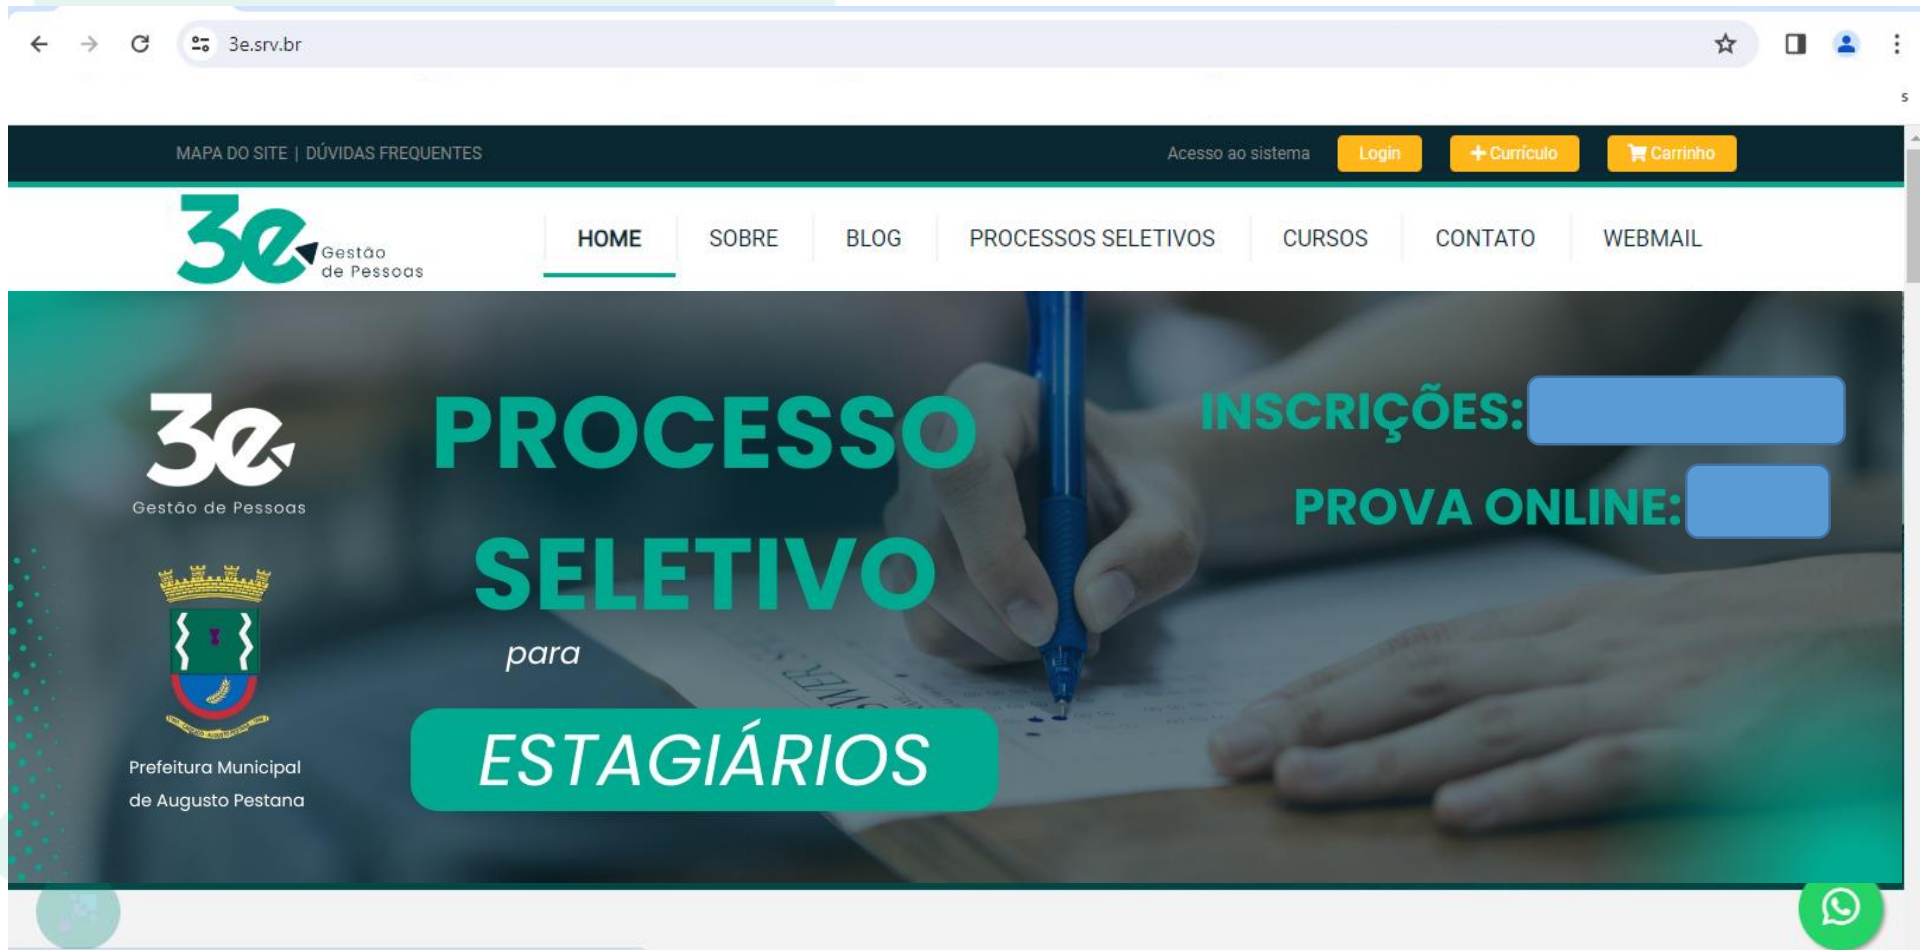 3e.srv.br
s
MAPA DO SITE | DÚVIDAS FREQUENTES
Acesso ao sistema
Login
+ Currículo
Carrinho
3e Gestão
de Pessoas
HOME
SOBRE
BLOG
PROCESSOS SELETIVOS
CURSOS
CONTATO
WEBMAIL
3e
Gestão de Pessoas
Prefeitura Municipal
de Augusto Pestana
PROCESSO
SELETIVO
para
ESTAGIÁRIOS
INSCRIÇÕES:
PROVA ONLINE: